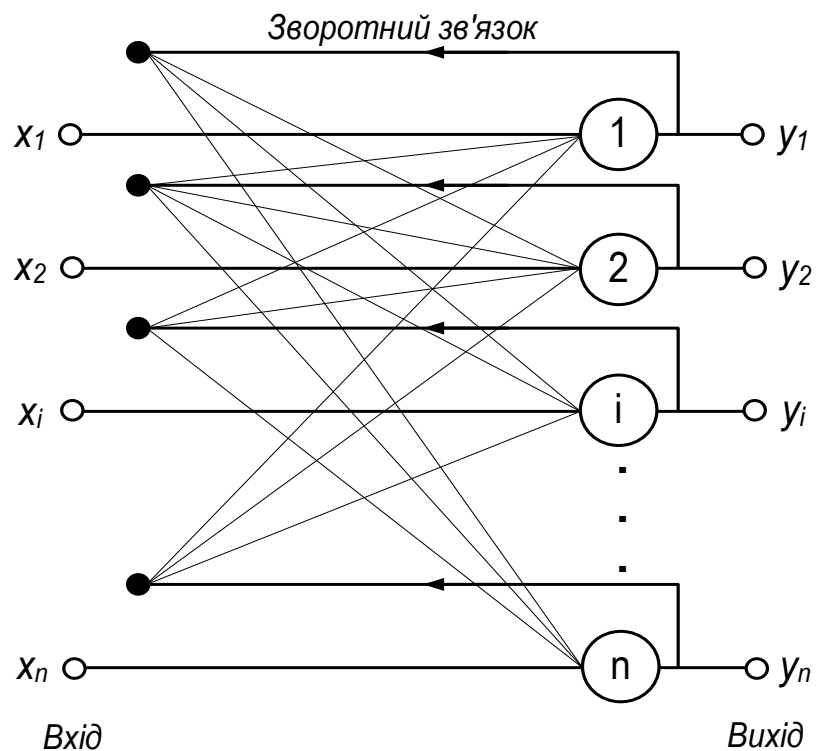 Зворотний зв'язок
x1 1 y1
x2 2 y2
xi i yi
xn n yn
Вхід Вихід